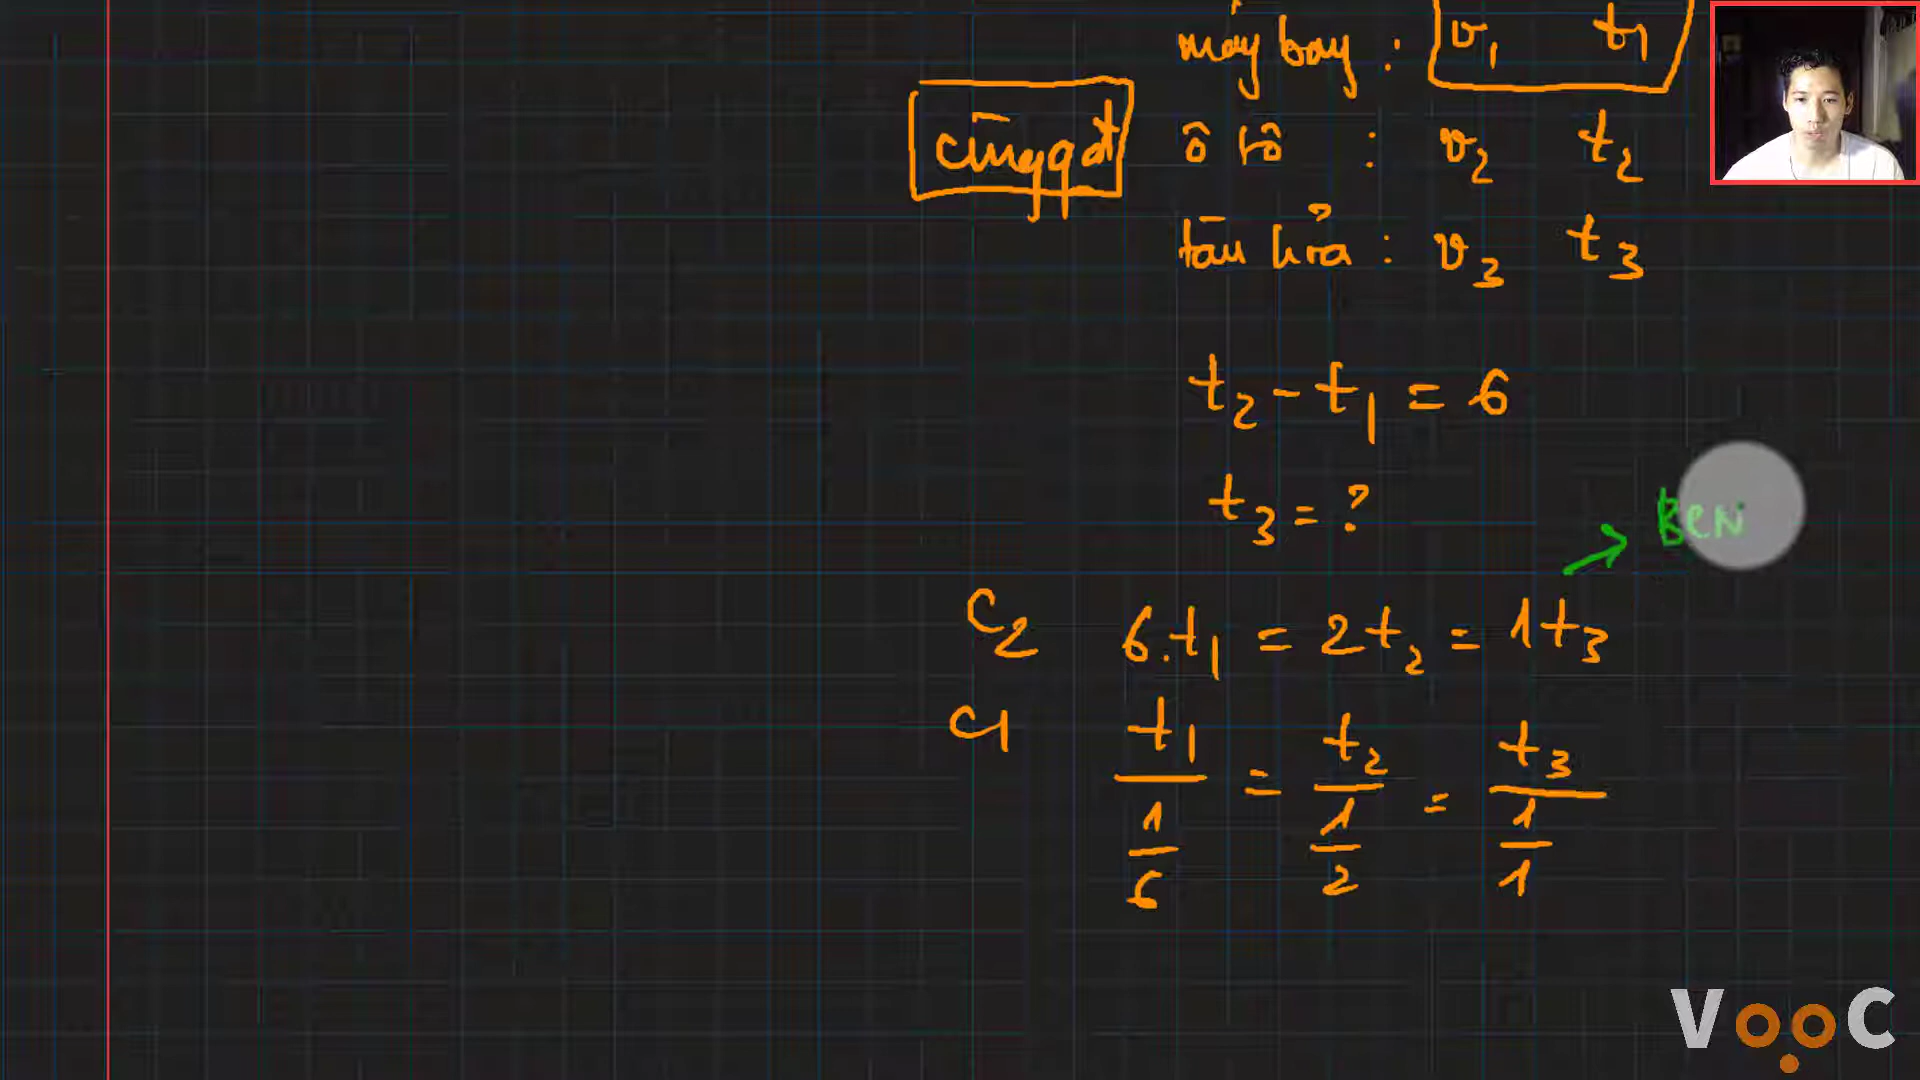 máy bay : v1 t1
cùng qđ
ô tô : v2 t2
tàu hỏa : v3 t3
t2 - t1 = 6
t3 = ?
BCN
C2 6.t1 = 2t2 = 1t3
C1 t1/(1/6) = t2/(1/2) = t3/(1/1)
VooC